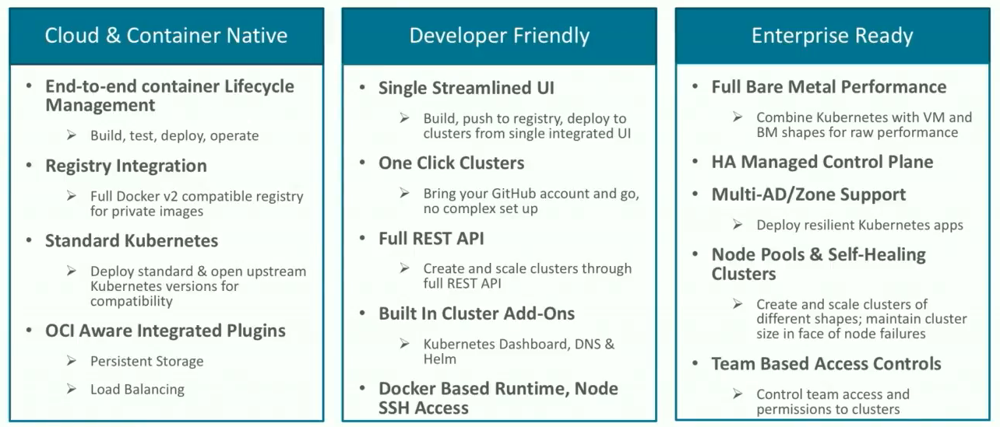 Cloud & Container Native
• End-to-end container Lifecycle
Management
➢ Build, test, deploy, operate
• Registry Integration
➢ Full Docker v2 compatible registry
for private images
• Standard Kubernetes
➢ Deploy standard & open upstream
Kubernetes versions for
compatibility
• OCI Aware Integrated Plugins
➢ Persistent Storage
➢ Load Balancing
Developer Friendly
• Single Streamlined UI
➢ Build, push to registry, deploy to
clusters from single integrated UI
• One Click Clusters
➢ Bring your GitHub account and go,
no complex set up
• Full REST API
➢ Create and scale clusters through
full REST API
• Built In Cluster Add-Ons
➢ Kubernetes Dashboard, DNS &
Helm
• Docker Based Runtime, Node
SSH Access
Enterprise Ready
• Full Bare Metal Performance
➢ Combine Kubernetes with VM and
BM shapes for raw performance
• HA Managed Control Plane
• Multi-AD/Zone Support
➢ Deploy resilient Kubernetes apps
• Node Pools & Self-Healing
Clusters
➢ Create and scale clusters of
different shapes; maintain cluster
size in face of node failures
• Team Based Access Controls
➢ Control team access and
permissions to clusters